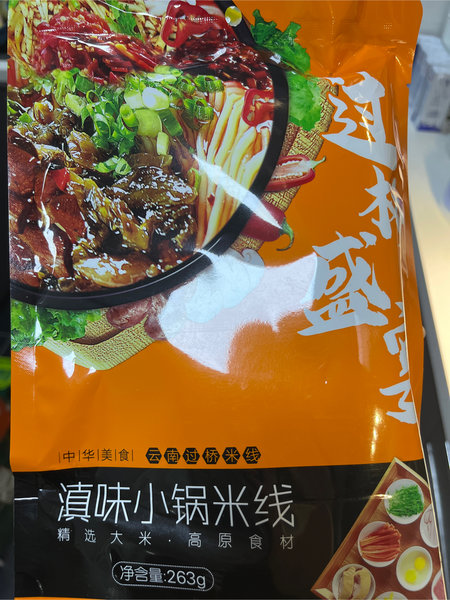 过桥盛宴
中华美食 云南过桥米线
滇味小锅米线
精选大米·高原食材
净含量:263g